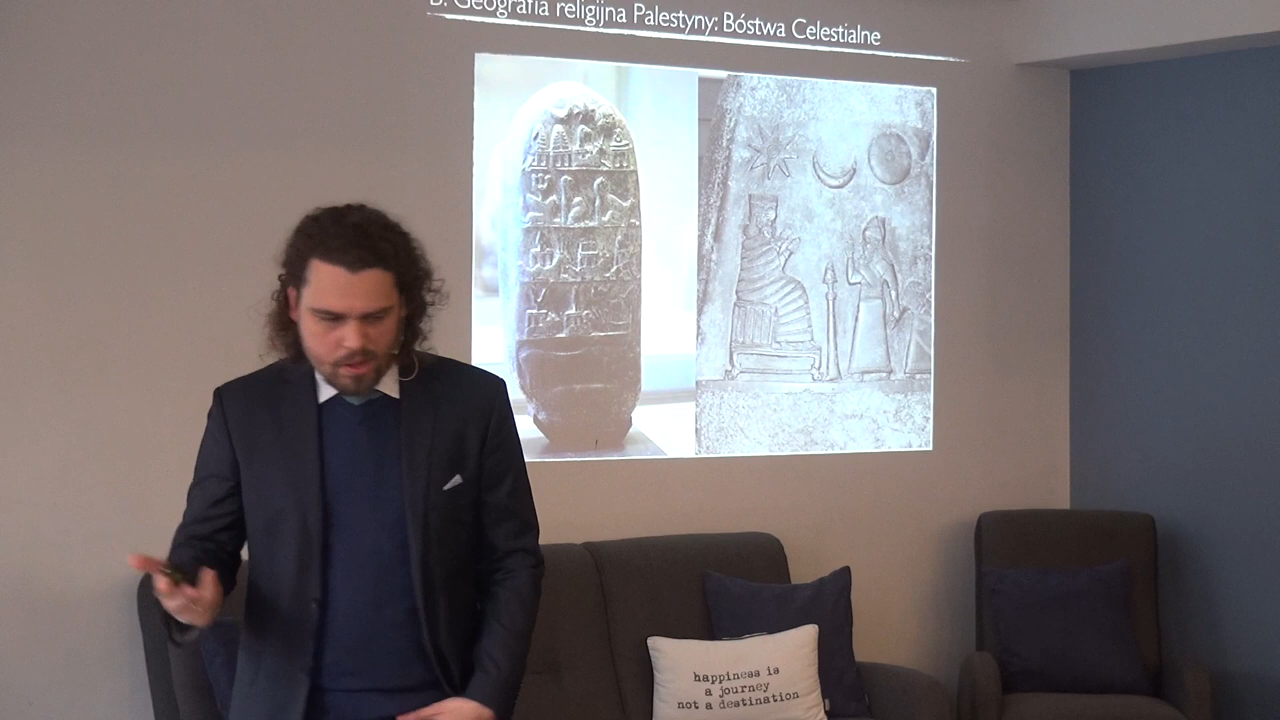 B. Geografia religijna Palestyny: Bóstwa Celestialne
happiness is
a journey
not a destination